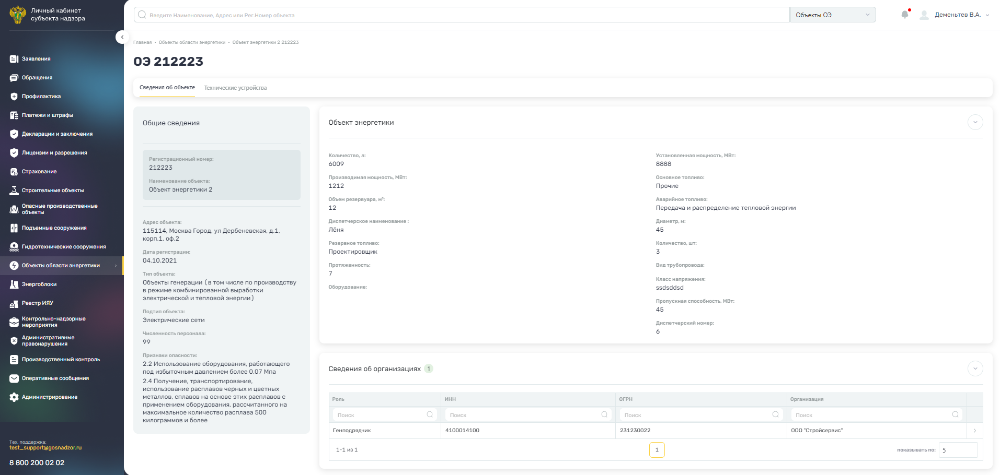 Личный кабинет
субъекта надзора
Заявления
Обращения
Профилактика
Платежи и штрафы
Декларации и заключения
Лицензии и разрешения
Страхование
Строительные объекты
Опасные производственные
объекты
Подъемные сооружения
Гидротехнические сооружения
Объекты области энергетики
Энергоблоки
Реестр ИЯУ
Контрольно-надзорные
мероприятия
Административные
правонарушения
Производственный контроль
Оперативные сообщения
Администрирование
Тех. поддержка:
test_support@gosnadzor.ru
8 800 200 02 02
Введите Наименование, Адрес или Рег.Номер объекта
Объекты ОЭ
Деменьтев В.А.
Главная • Объекты области энергетики • Объект энергетики 2 212223
ОЭ 212223
Сведения об объекте Технические устройства
Общие сведения
Регистрационный номер:
212223
Наименование объекта:
Объект энергетики 2
Адрес объекта:
115114, Москва Город, ул Дербеневская, д.1,
корп.1, оф.2
Дата регистрации:
04.10.2021
Тип объекта:
Объекты генерации (в том числе по производству
в режиме комбинированной выработки
электрической и тепловой энергии)
Подтип объекта:
Электрические сети
Численность персонала:
99
Признаки опасности:
2.2 Использование оборудования, работающего
под избыточным давлением более 0,07 Мпа
2.4 Получение, транспортирование,
использование расплавов черных и цветных
металлов, сплавов на основе этих расплавов с
применением оборудования, рассчитанного на
максимальное количество расплава 500
килограммов и более
Объект энергетики
Количество, л:
6009
Производимая мощность, МВт:
1212
Объем резервуара, м³:
12
Диспетчерское наименование :
Лёня
Резервное топливо:
Проектировщик
Протяженность:
7
Оборудование:
Установленная мощность, МВт:
8888
Основное топливо:
Прочие
Аварийное топливо:
Передача и распределение тепловой энергии
Диаметр, м:
45
Количество, шт:
3
Вид трубопровода:
Класс напряжения:
ssdsddsd
Пропускная способность, МВт:
45
Диспетчерский номер:
6
Сведения об организациях 1
Роль ИНН ОГРН Организация
Поиск Поиск Поиск Поиск
Генподрядчик 4100014100 231230022 ООО "Стройсервис"
1-1 из 1 1 показывать по: 5